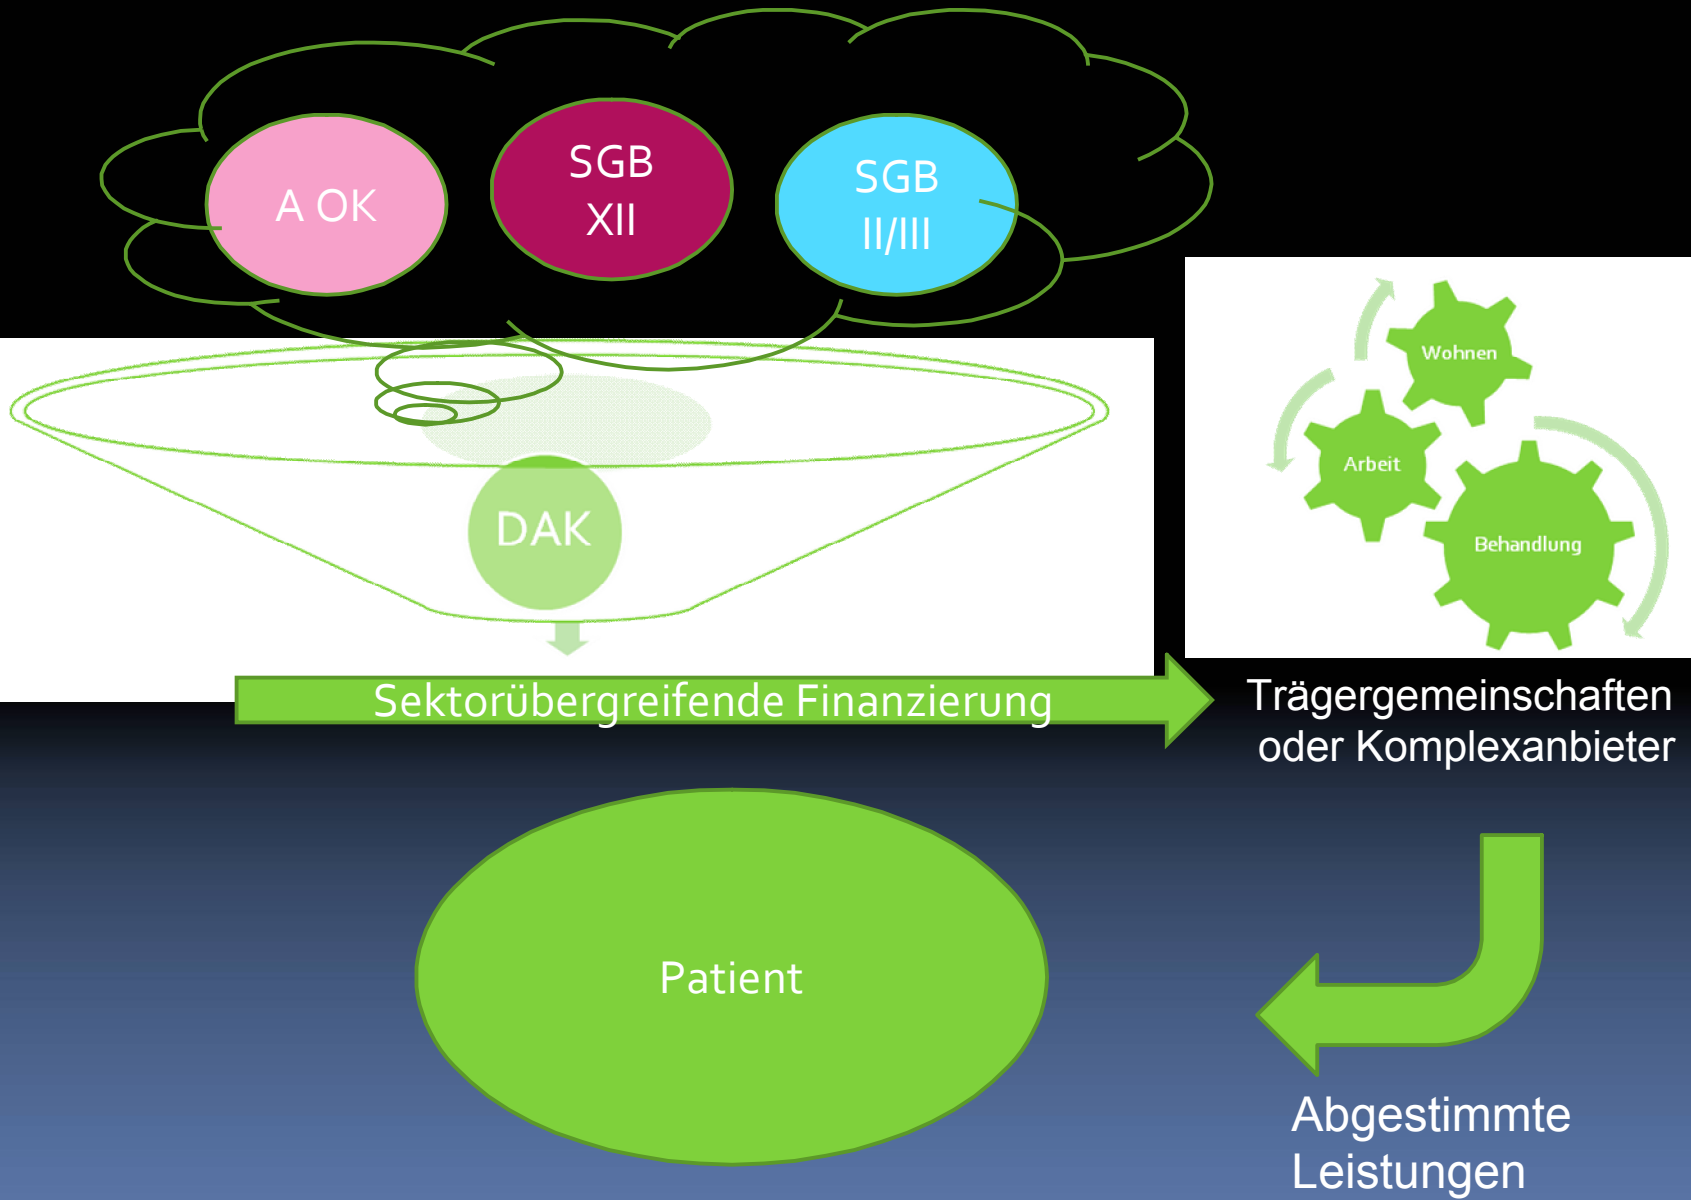 A OK
SGB
XII
SGB
II/III
Wohnen
Arbeit
Behandlung
DAK
Sektorübergreifende Finanzierung
Trägergemeinschaften
oder Komplexanbieter
Patient
Abgestimmte
Leistungen